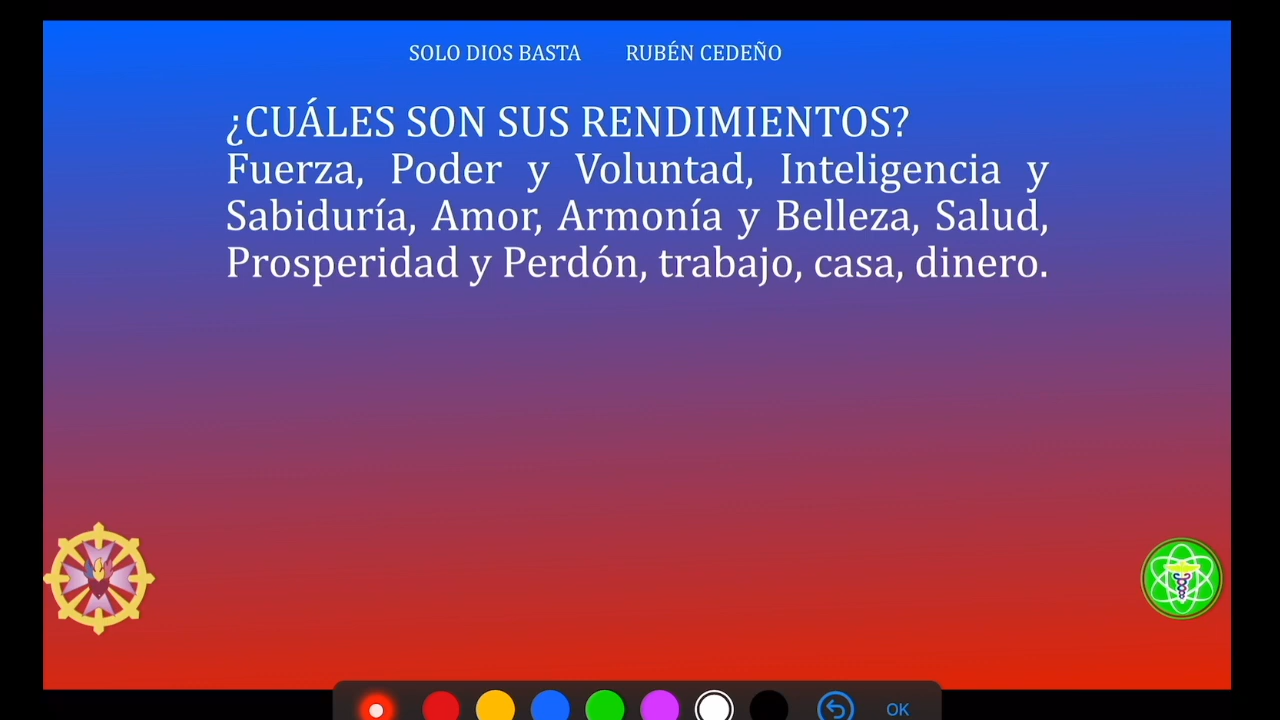 SOLO DIOS BASTA RUBÉN CEDEÑO
¿CUÁLES SON SUS RENDIMIENTOS?
Fuerza, Poder y Voluntad, Inteligencia y
Sabiduría, Amor, Armonía y Belleza, Salud,
Prosperidad y Perdón, trabajo, casa, dinero.
OK